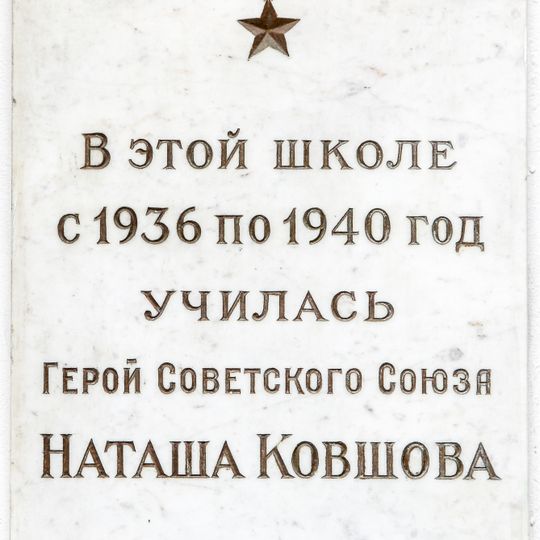 В ЭТОЙ ШКОЛЕ
С 1936 ПО 1940 ГОД
УЧИЛАСЬ
ГЕРОЙ СОВЕТСКОГО СОЮЗА
НАТАША КОВШОВА